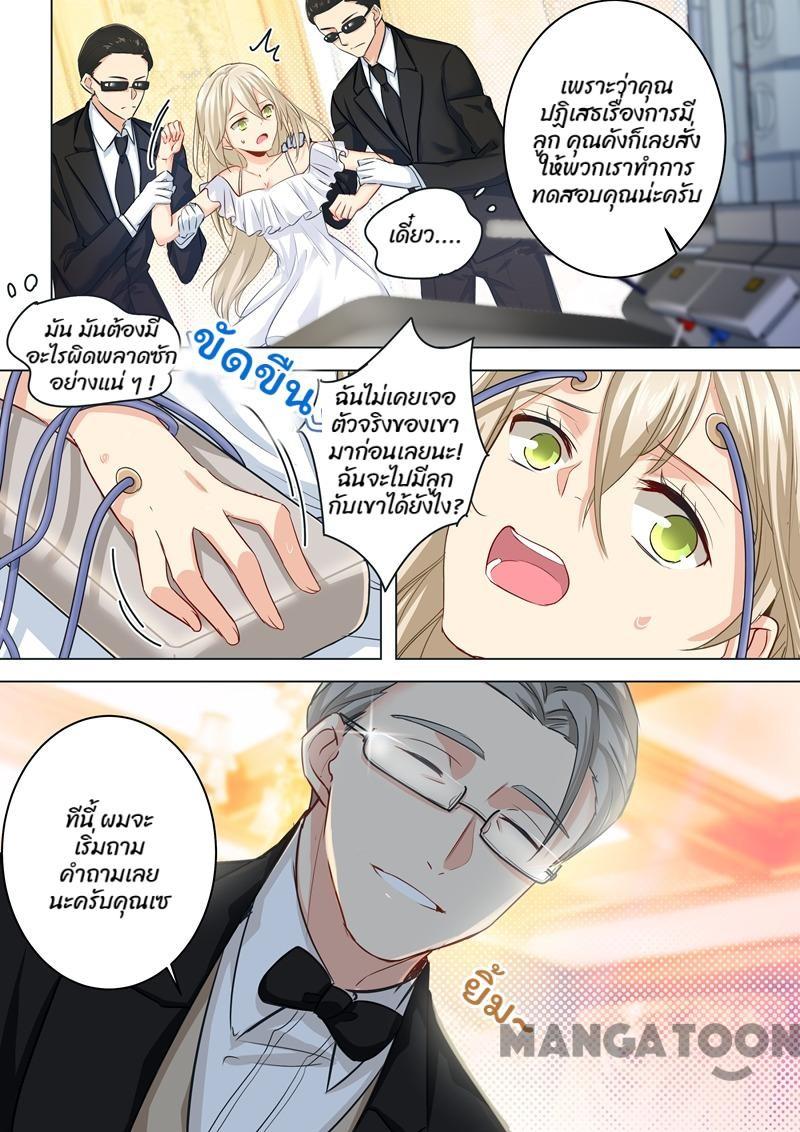 เพราะว่าคุณ
ปฏิเสธเรื่องการมี
ลูก คุณคังก็เลยสั่ง
ให้พวกเราทำการ
ทดสอบคุณน่ะครับ
เดี๋ยว....
มัน มันต้องมี
อะไรผิดพลาดซัก
อย่างแน่ ๆ !
ขัดขืน
ฉันไม่เคยเจอ
ตัวจริงของเขา
มาก่อนเลยนะ!
ฉันจะไปมีลูก
กับเขาได้ยังไง?
ทีนี้ ผมจะ
เริ่มถาม
คำถามเลย
นะครับคุณเซ
ยิ้ม~
MANGATOON